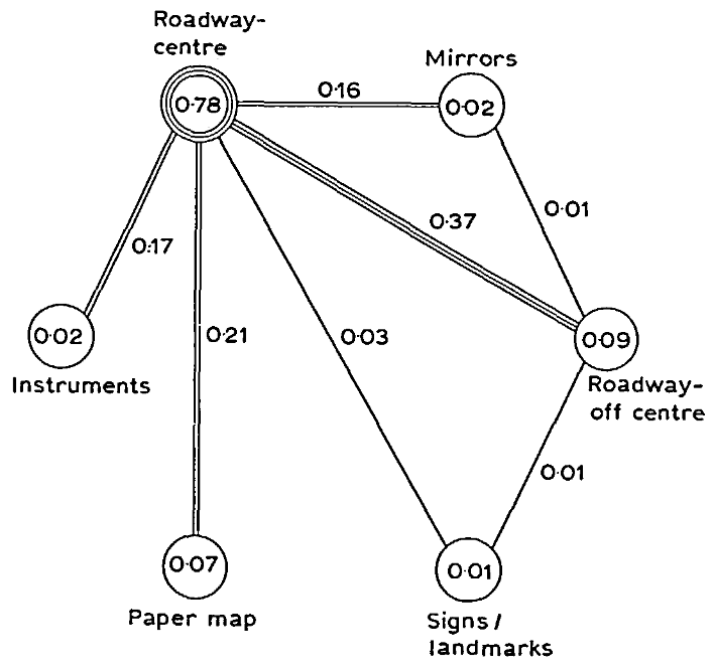 Roadway-
centre
0·78
Mirrors
0·02
0·16
0·37
0·01
0·17
0·02
Instruments
0·21
0·03
0·09
Roadway-
off centre
0·01
0·07
Paper map
0·01
Signs /
landmarks